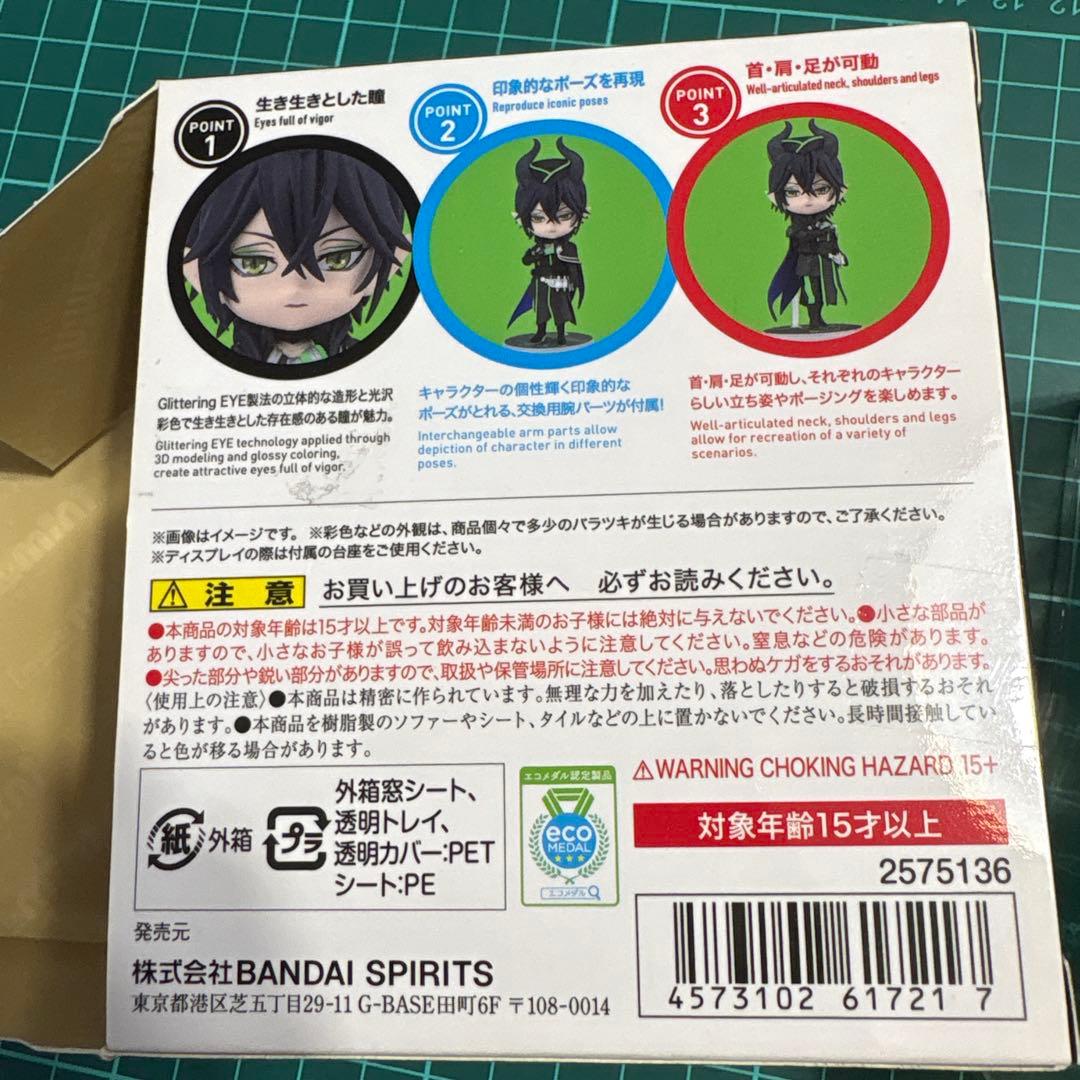 POINT
1
生き生きとした瞳
Eyes full of vigor
POINT
2
印象的なポーズを再現
Reproduce iconic poses
POINT
3
首・肩・足が可動
Well-articulated neck, shoulders and legs
Glittering EYE製法の立体的な造形と光沢
彩色で生き生きとした存在感のある瞳が魅力。
Glittering EYE technology applied through
3D modeling and glossy coloring,
create attractive eyes full of vigor.
キャラクターの個性輝く印象的な
ポーズがとれる、交換用腕パーツが付属!
Interchangeable arm parts allow
depiction of character in different
poses.
首・肩・足が可動し、それぞれのキャラクター
らしい立ち姿やポージングを楽しめます。
Well-articulated neck, shoulders and legs
allow for recreation of a variety of
scenarios.
※画像はイメージです。 ※彩色などの外観は、商品個々で多少のバラツキが生じる場合がありますので、ご了承ください。
※ディスプレイの際は付属の台座をご使用ください。
注意 お買い上げのお客様へ 必ずお読みください。
●本商品の対象年齢は15才以上です。対象年齢未満のお子様には絶対に与えないでください。●小さな部品が
ありますので、小さなお子様が誤って飲み込まないように注意してください。窒息などの危険があります。
●尖った部分や鋭い部分がありますので、取扱や保管場所に注意してください。思わぬケガをするおそれがあります。
〈使用上の注意〉●本商品は精密に作られています。無理な力を加えたり、落としたりすると破損するおそれ
があります。●本商品を樹脂製のソファーやシート、タイルなどの上に置かないでください。長時間接触してい
ると色が移る場合があります。
紙 外箱
プラ
外箱窓シート、
透明トレイ、
透明カバー:PET
シート:PE
エコメダル認定製品
eco
MEDAL
エコメダル
⚠WARNING CHOKING HAZARD 15+
対象年齢15才以上
2575136
4573102 61721 7
発売元
株式会社BANDAI SPIRITS
東京都港区芝五丁目29-11 G-BASE田町6F 〒108-0014
12 13 14
12